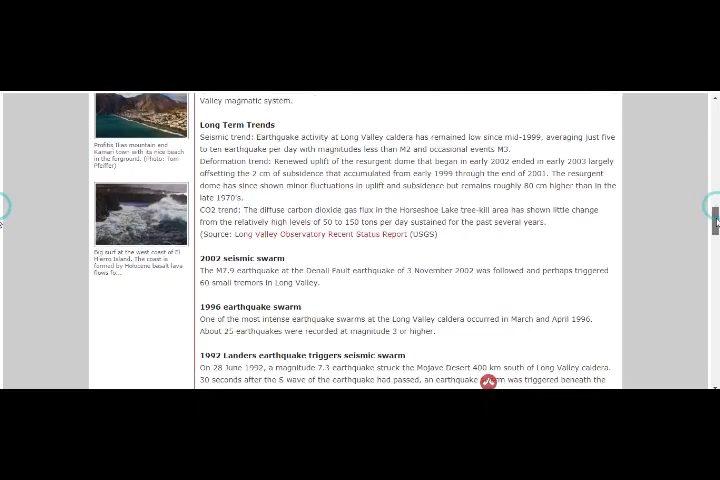 Valley magmatic system.
Long Term Trends
Seismic trend: Earthquake activity at Long Valley caldera has remained low since mid-1999, averaging just five
to ten earthquake per day with magnitudes less than M2 and occasional events M3.
Deformation trend: Renewed uplift of the resurgent dome that began in early 2002 ended in early 2003 largely
offsetting the 2 cm of subsidence that accumulated from early 1999 through the end of 2001. The resurgent
dome has since shown minor fluctuations in uplift and subsidence but remains roughly 80 cm higher than in the
late 1970's.
CO2 trend: The diffuse carbon dioxide gas flux in the Horseshoe Lake tree-kill area has shown little change
from the relatively high levels of 50 to 150 tons per day sustained for the past several years.
(Source: Long Valley Observatory Recent Status Report (USGS)
2002 seismic swarm
The M7.9 earthquake at the Denali Fault earthquake of 3 November 2002 was followed and perhaps triggered
60 small tremors in Long Valley.
1996 earthquake swarm
One of the most intense earthquake swarms at the Long Valley caldera occurred in March and April 1996.
About 25 earthquakes were recorded at magnitude 3 or higher.
1992 Landers earthquake triggers seismic swarm
On 28 June 1992, a magnitude 7.3 earthquake struck the Mojave Desert 400 km south of Long Valley caldera.
30 seconds after the S wave of the earthquake had passed, an earthquake was triggered beneath the
Profitis Ilias mountain and
Kamari town with its nice beach
in the forground. (Photo: Tom
Pfeiffer)
Big surf at the west coast of El
Hierro Island. The coast is
formed by Holocene basalt lava
flows fo...